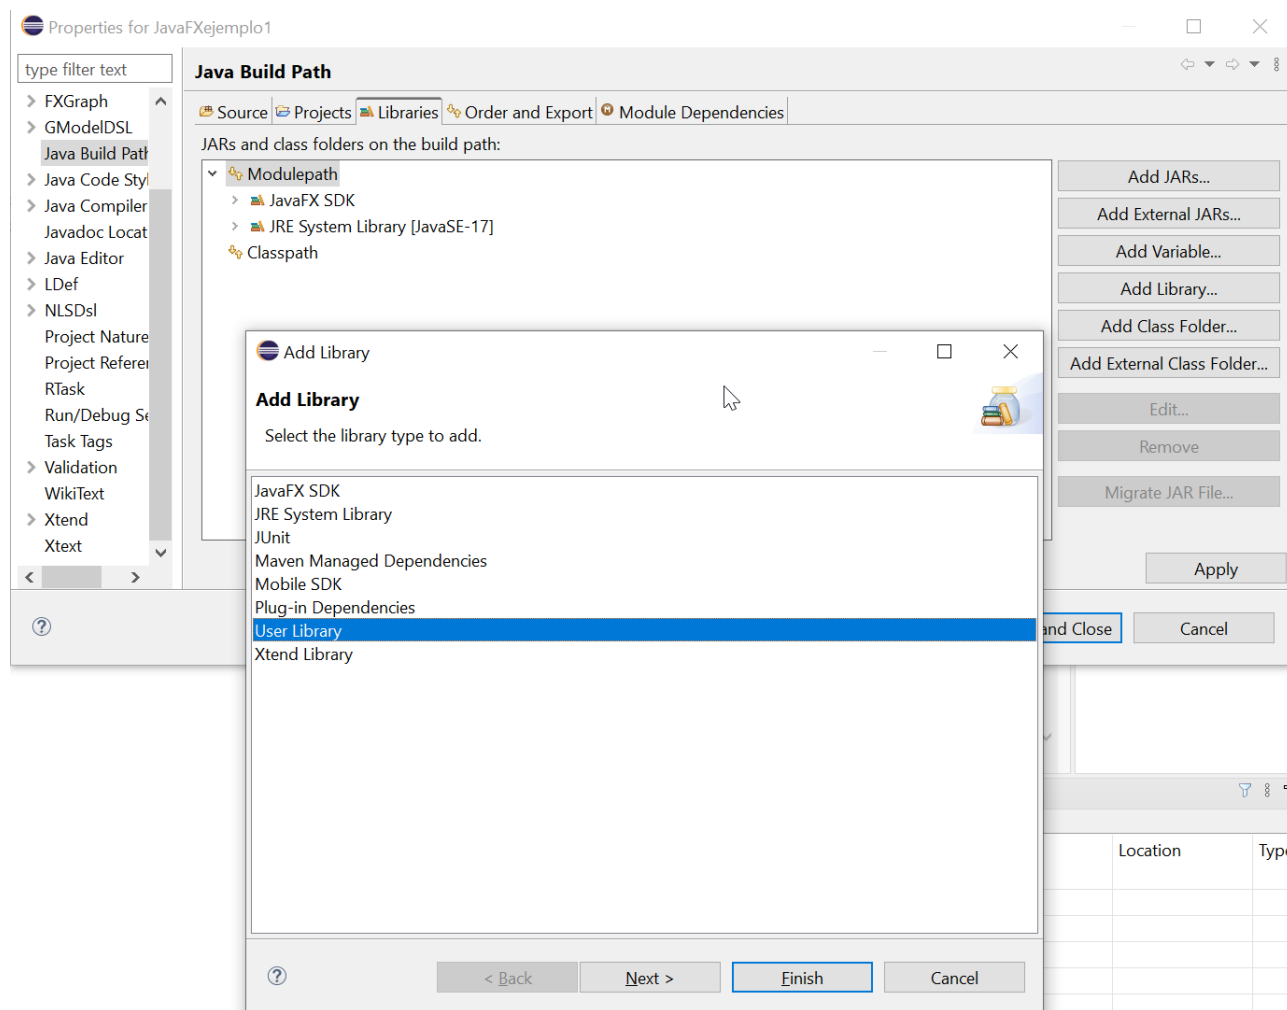 Properties for JavaFXejemplo1
type filter text
FXGraph
GModelDSL
Java Build Path
Java Code Styl
Java Compiler
Javadoc Locat
Java Editor
LDef
NLSDsl
Project Nature
Project Referer
RTask
Run/Debug Se
Task Tags
Validation
WikiText
Xtend
Xtext
Java Build Path
Source Projects Libraries Order and Export Module Dependencies
JARs and class folders on the build path:
Modulepath
JavaFX SDK
JRE System Library [JavaSE-17]
Classpath
Add JARs...
Add External JARs...
Add Variable...
Add Library...
Add Class Folder...
Add External Class Folder...
Edit...
Remove
Migrate JAR File...
Apply
and Close Cancel
Add Library
Add Library
Select the library type to add.
JavaFX SDK
JRE System Library
JUnit
Maven Managed Dependencies
Mobile SDK
Plug-in Dependencies
User Library
Xtend Library
< Back Next > Finish Cancel
Location Type